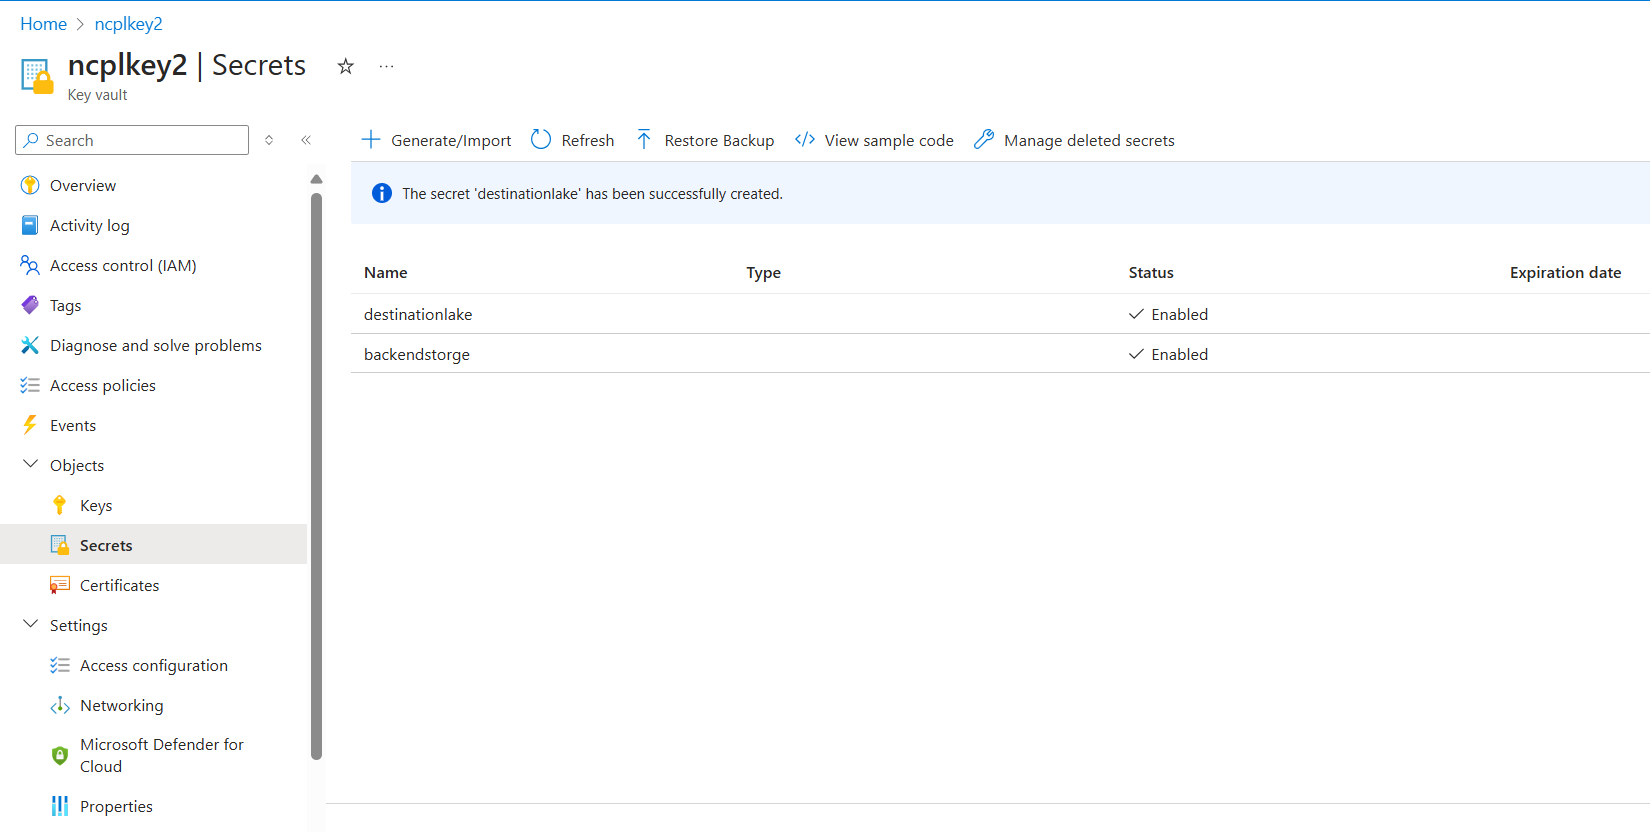 Home > ncplkey2
ncplkey2 | Secrets
Key vault
Search
Overview
Activity log
Access control (IAM)
Tags
Diagnose and solve problems
Access policies
Events
Objects
Keys
Secrets
Certificates
Settings
Access configuration
Networking
Microsoft Defender for
Cloud
Properties
Generate/Import Refresh Restore Backup View sample code Manage deleted secrets
The secret 'destinationlake' has been successfully created.
Name Type Status Expiration date
destinationlake Enabled
backendstorge Enabled